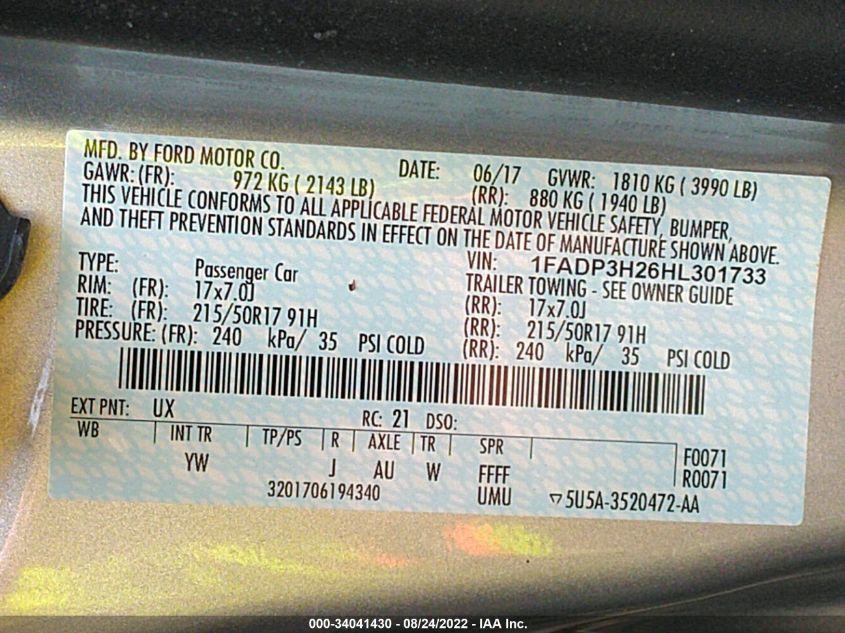 MFD. BY FORD MOTOR CO. DATE: 06/17 GVWR: 1810 KG ( 3990 LB)
GAWR: (FR): 972 KG ( 2143 LB) (RR): 880 KG ( 1940 LB)
THIS VEHICLE CONFORMS TO ALL APPLICABLE FEDERAL MOTOR VEHICLE SAFETY, BUMPER,
AND THEFT PREVENTION STANDARDS IN EFFECT ON THE DATE OF MANUFACTURE SHOWN ABOVE.
VIN: 1FADP3H26HL301733
TYPE: Passenger Car TRAILER TOWING - SEE OWNER GUIDE
RIM: (FR): 17x7.0J (RR): 17x7.0J
TIRE: (FR): 215/50R17 91H (RR): 215/50R17 91H
PRESSURE: (FR): 240 kPa/ 35 PSI COLD (RR): 240 kPa/ 35 PSI COLD
EXT PNT: UX RC: 21 DSO:
WB INT TR TP/PS R AXLE TR SPR F0071
YW J AU W FFFF R0071
3201706194340 UMU ▽5U5A-3520472-AA
000-34041430 - 08/24/2022 - IAA Inc.